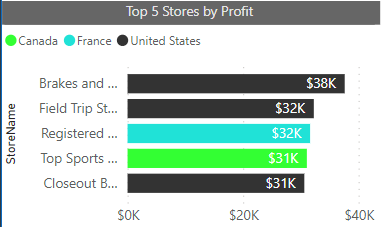 Top 5 Stores by Profit
Canada France United States
StoreName
Brakes and ... $38K
Field Trip St... $32K
Registered ... $32K
Top Sports ... $31K
Closeout B... $31K
$0K $20K $40K